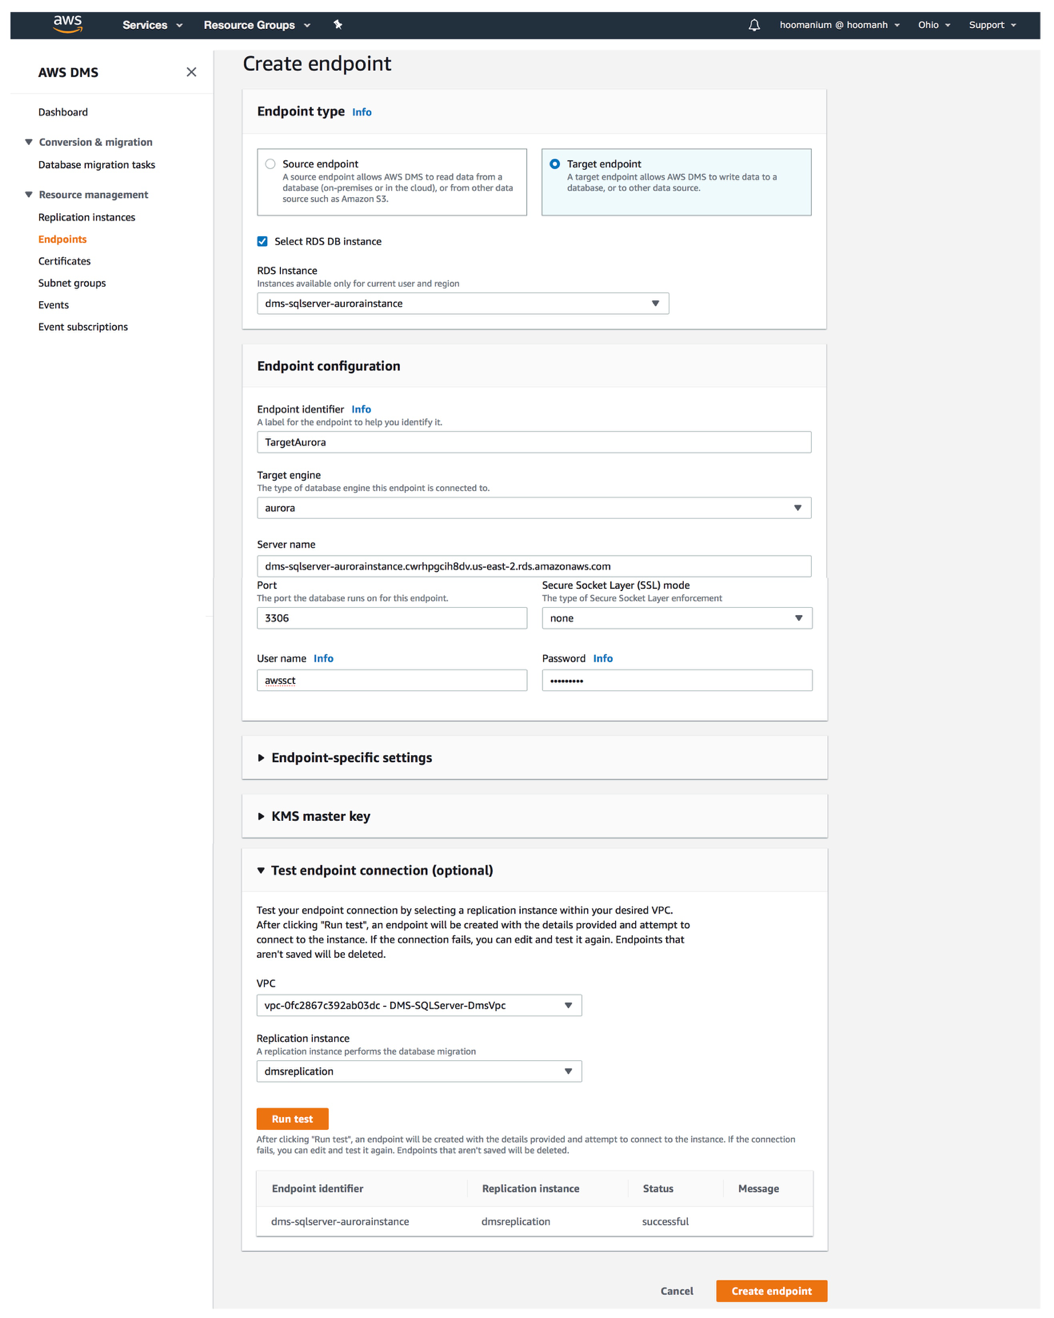 aws Services Resource Groups hoomanium @ hoomanh Ohio Support
AWS DMS
Dashboard
Conversion & migration
Database migration tasks
Resource management
Replication instances
Endpoints
Certificates
Subnet groups
Events
Event subscriptions
Create endpoint
Endpoint type Info
Source endpoint
A source endpoint allows AWS DMS to read data from a
database (on-premises or in the cloud), or from other data
source such as Amazon S3.
Target endpoint
A target endpoint allows AWS DMS to write data to a
database, or to other data source.
Select RDS DB instance
RDS Instance
Instances available only for current user and region
dms-sqlserver-aurorainstance
Endpoint configuration
Endpoint identifier Info
A label for the endpoint to help you identify it.
TargetAurora
Target engine
The type of database engine this endpoint is connected to.
aurora
Server name
dms-sqlserver-aurorainstance.cwrhpgcih8dv.us-east-2.rds.amazonaws.com
Port
The port the database runs on for this endpoint.
3306
Secure Socket Layer (SSL) mode
The type of Secure Socket Layer enforcement
none
User name Info
awssct
Password Info
•••••••••
Endpoint-specific settings
KMS master key
Test endpoint connection (optional)
Test your endpoint connection by selecting a replication instance within your desired VPC.
After clicking "Run test", an endpoint will be created with the details provided and attempt to
connect to the instance. If the connection fails, you can edit and test it again. Endpoints that
aren't saved will be deleted.
VPC
vpc-0fc2867c392ab03dc - DMS-SQLServer-DmsVpc
Replication instance
A replication instance performs the database migration
dmsreplication
Run test
After clicking "Run test", an endpoint will be created with the details provided and attempt to connect to the instance. If the connection
fails, you can edit and test it again. Endpoints that aren't saved will be deleted.
Endpoint identifier Replication instance Status Message
dms-sqlserver-aurorainstance dmsreplication successful
Cancel Create endpoint